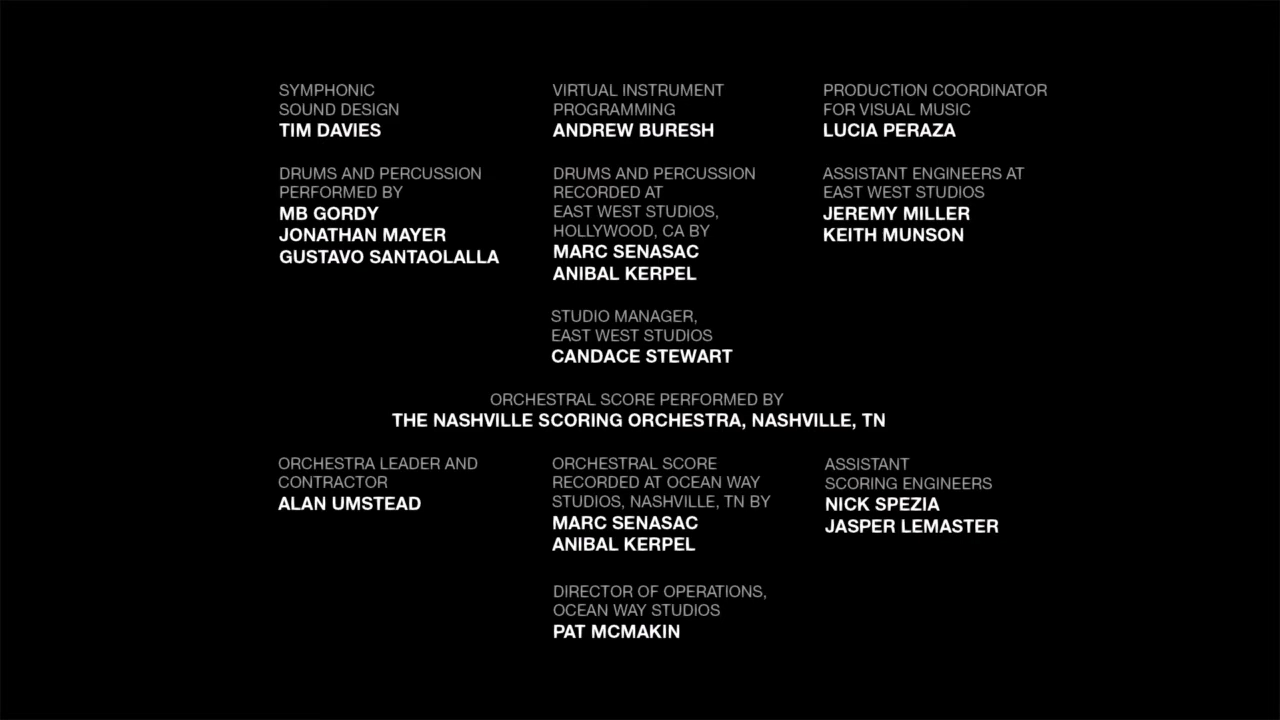 SYMPHONIC
SOUND DESIGN
TIM DAVIES
VIRTUAL INSTRUMENT
PROGRAMMING
ANDREW BURESH
PRODUCTION COORDINATOR
FOR VISUAL MUSIC
LUCIA PERAZA
DRUMS AND PERCUSSION
PERFORMED BY
MB GORDY
JONATHAN MAYER
GUSTAVO SANTAOLALLA
DRUMS AND PERCUSSION
RECORDED AT
EAST WEST STUDIOS,
HOLLYWOOD, CA BY
MARC SENASAC
ANIBAL KERPEL
ASSISTANT ENGINEERS AT
EAST WEST STUDIOS
JEREMY MILLER
KEITH MUNSON
STUDIO MANAGER,
EAST WEST STUDIOS
CANDACE STEWART
ORCHESTRAL SCORE PERFORMED BY
THE NASHVILLE SCORING ORCHESTRA, NASHVILLE, TN
ORCHESTRA LEADER AND
CONTRACTOR
ALAN UMSTEAD
ORCHESTRAL SCORE
RECORDED AT OCEAN WAY
STUDIOS, NASHVILLE, TN BY
MARC SENASAC
ANIBAL KERPEL
ASSISTANT
SCORING ENGINEERS
NICK SPEZIA
JASPER LEMASTER
DIRECTOR OF OPERATIONS,
OCEAN WAY STUDIOS
PAT MCMAKIN